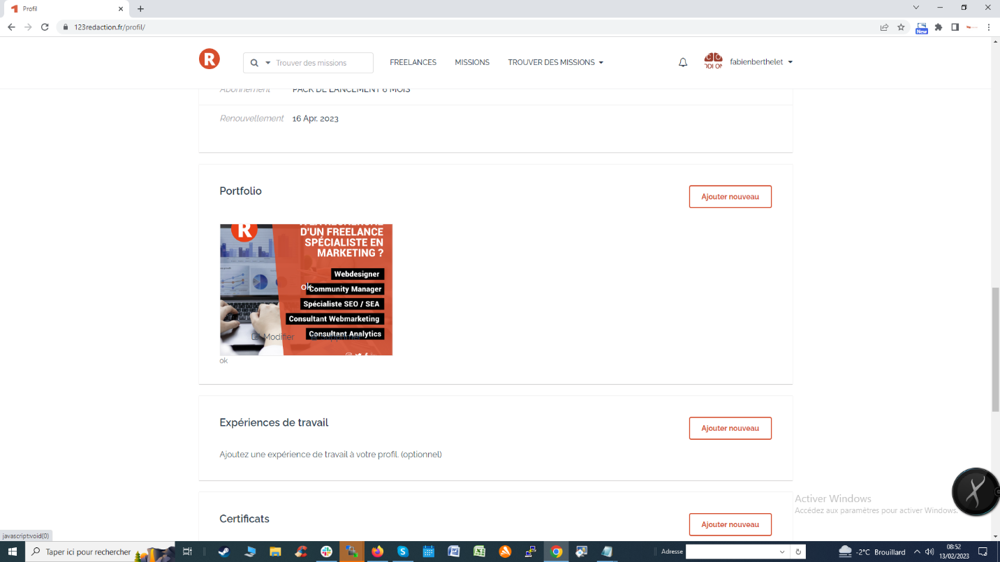 Profil
123redaction.fr/profil/
New
R
Trouver des missions
FREELANCES
MISSIONS
TROUVER DES MISSIONS
fabienberthelet
Abonnement PACK DE LANCEMENT 6 MOIS
Renouvellement 16 Apr, 2023
Portfolio
Ajouter nouveau
R
D'UN FREELANCE
SPÉCIALISTE EN
MARKETING ?
Webdesigner
ok
Community Manager
Spécialiste SEO / SEA
Consultant Webmarketing
Consultant Analytics
Modifier
ok
Expériences de travail
Ajouter nouveau
Ajoutez une expérience de travail à votre profil. (optionnel)
Certificats
Ajouter nouveau
Activer Windows
Accédez aux paramètres pour activer Windows.
javascript:void(0)
Taper ici pour rechercher
Adresse
-2°C Brouillard
08:52
13/02/2023